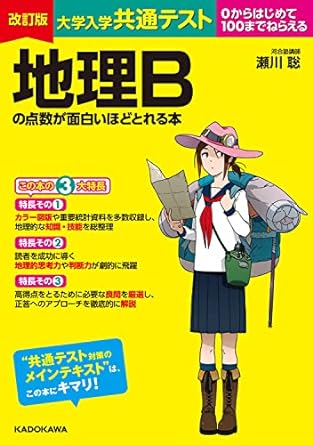 改訂版
大学入学共通テスト
0からはじめて
100までねらえる
河合塾講師
瀬川 聡
地理B
の点数が面白いほどとれる本
この本の3大特長
特長その1
カラー図版や重要統計資料を多数収録し、
地理的な知識・技能を総整理
特長その2
読者を成功に導く
地理的思考力や判断力が劇的に飛躍
特長その3
高得点をとるために必要な良問を厳選し、
正答へのアプローチを徹底的に解説
“共通テスト対策の
メインテキスト”は、
この本にキマリ!
KADOKAWA